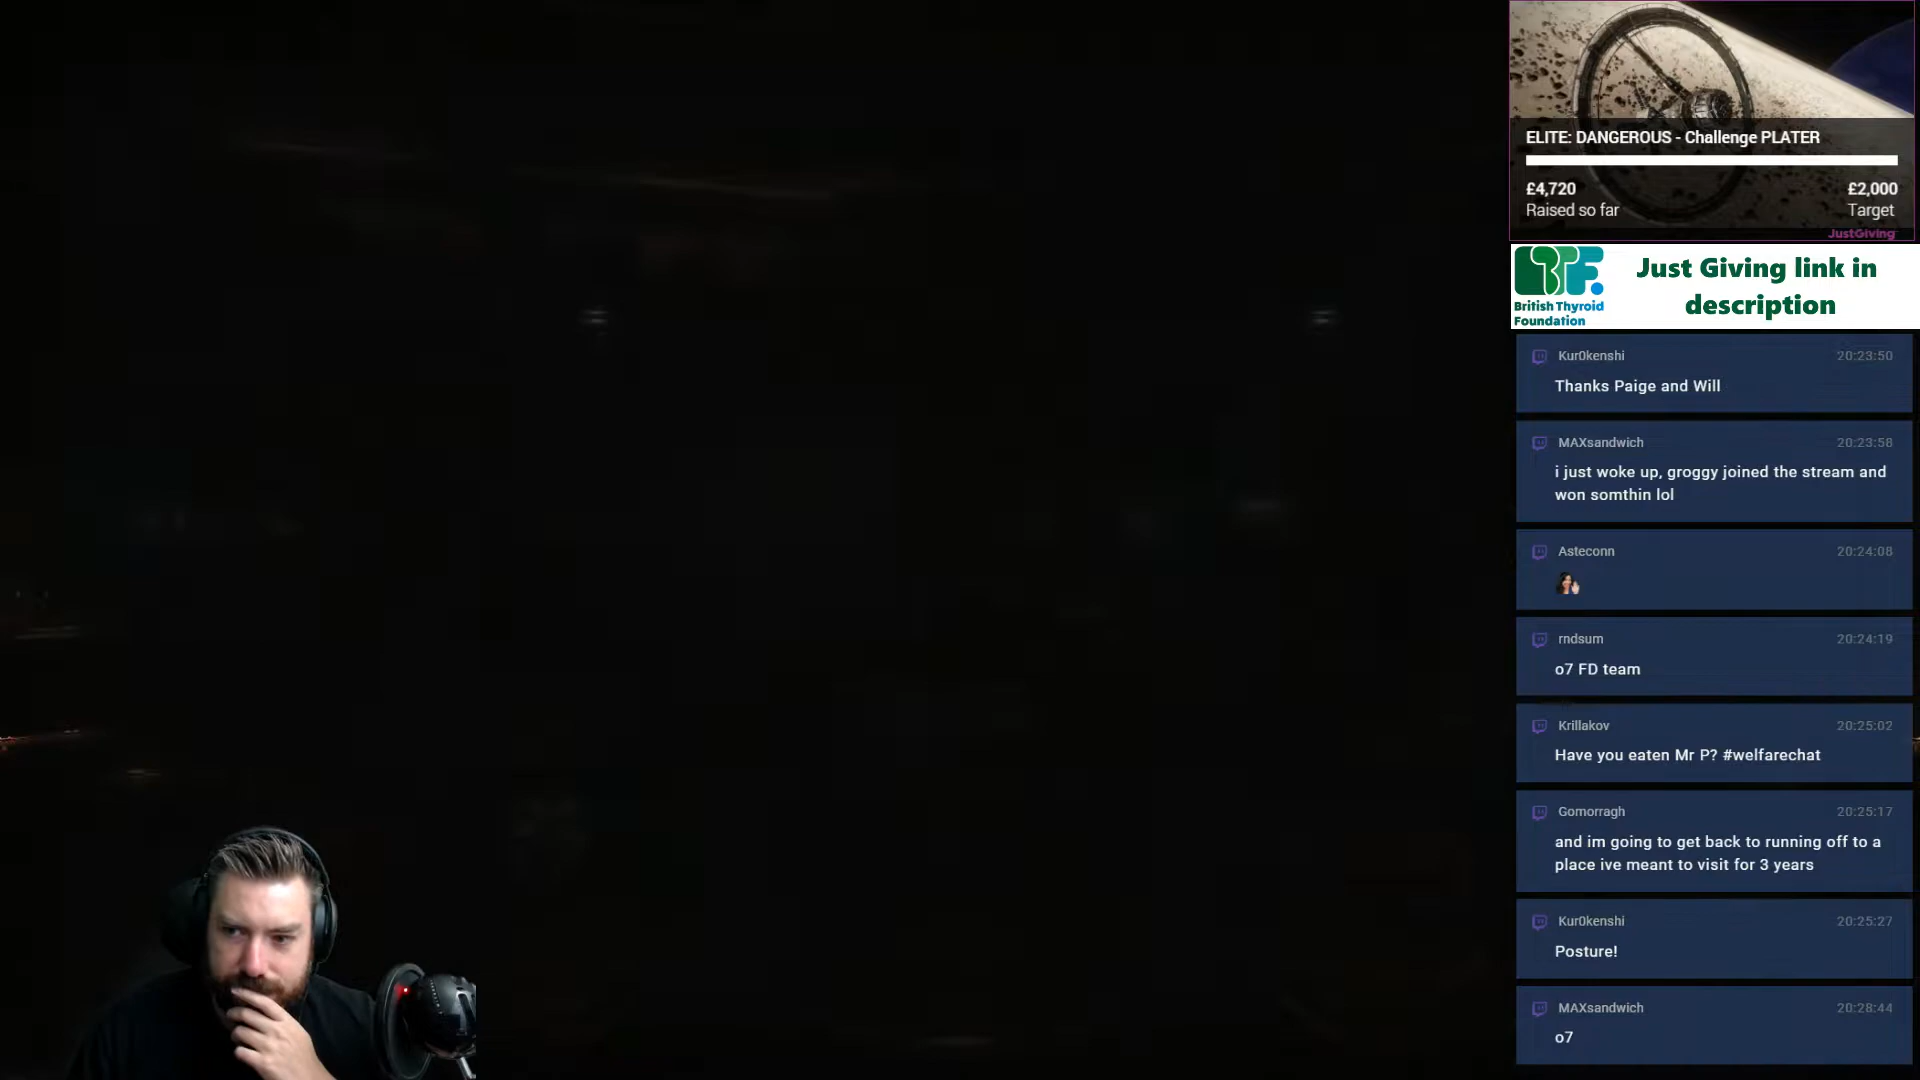 ELITE: DANGEROUS - Challenge PLATER
£4,720
£2,000
Raised so far
Target
JustGiving
BTF.
British Thyroid
Foundation
Just Giving link in
description
Kur0kenshi 20:23:50
Thanks Paige and Will
MAXsandwich 20:23:58
i just woke up, groggy joined the stream and
won somthin lol
Asteconn 20:24:08
rndsum 20:24:19
o7 FD team
Krillakov 20:25:02
Have you eaten Mr P? #welfarechat
Gomorragh 20:25:17
and im going to get back to running off to a
place ive meant to visit for 3 years
Kur0kenshi 20:25:27
Posture!
MAXsandwich 20:28:44
o7